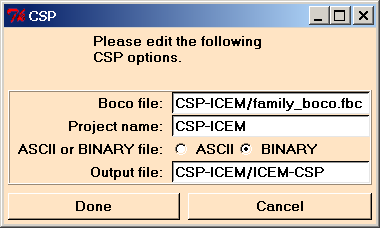 CSP
Please edit the following
CSP options.
Boco file: CSP-ICEM/family_boco.fbc
Project name: CSP-ICEM
ASCII or BINARY file: ASCII BINARY
Output file: CSP-ICEM/ICEM-CSP
Done Cancel